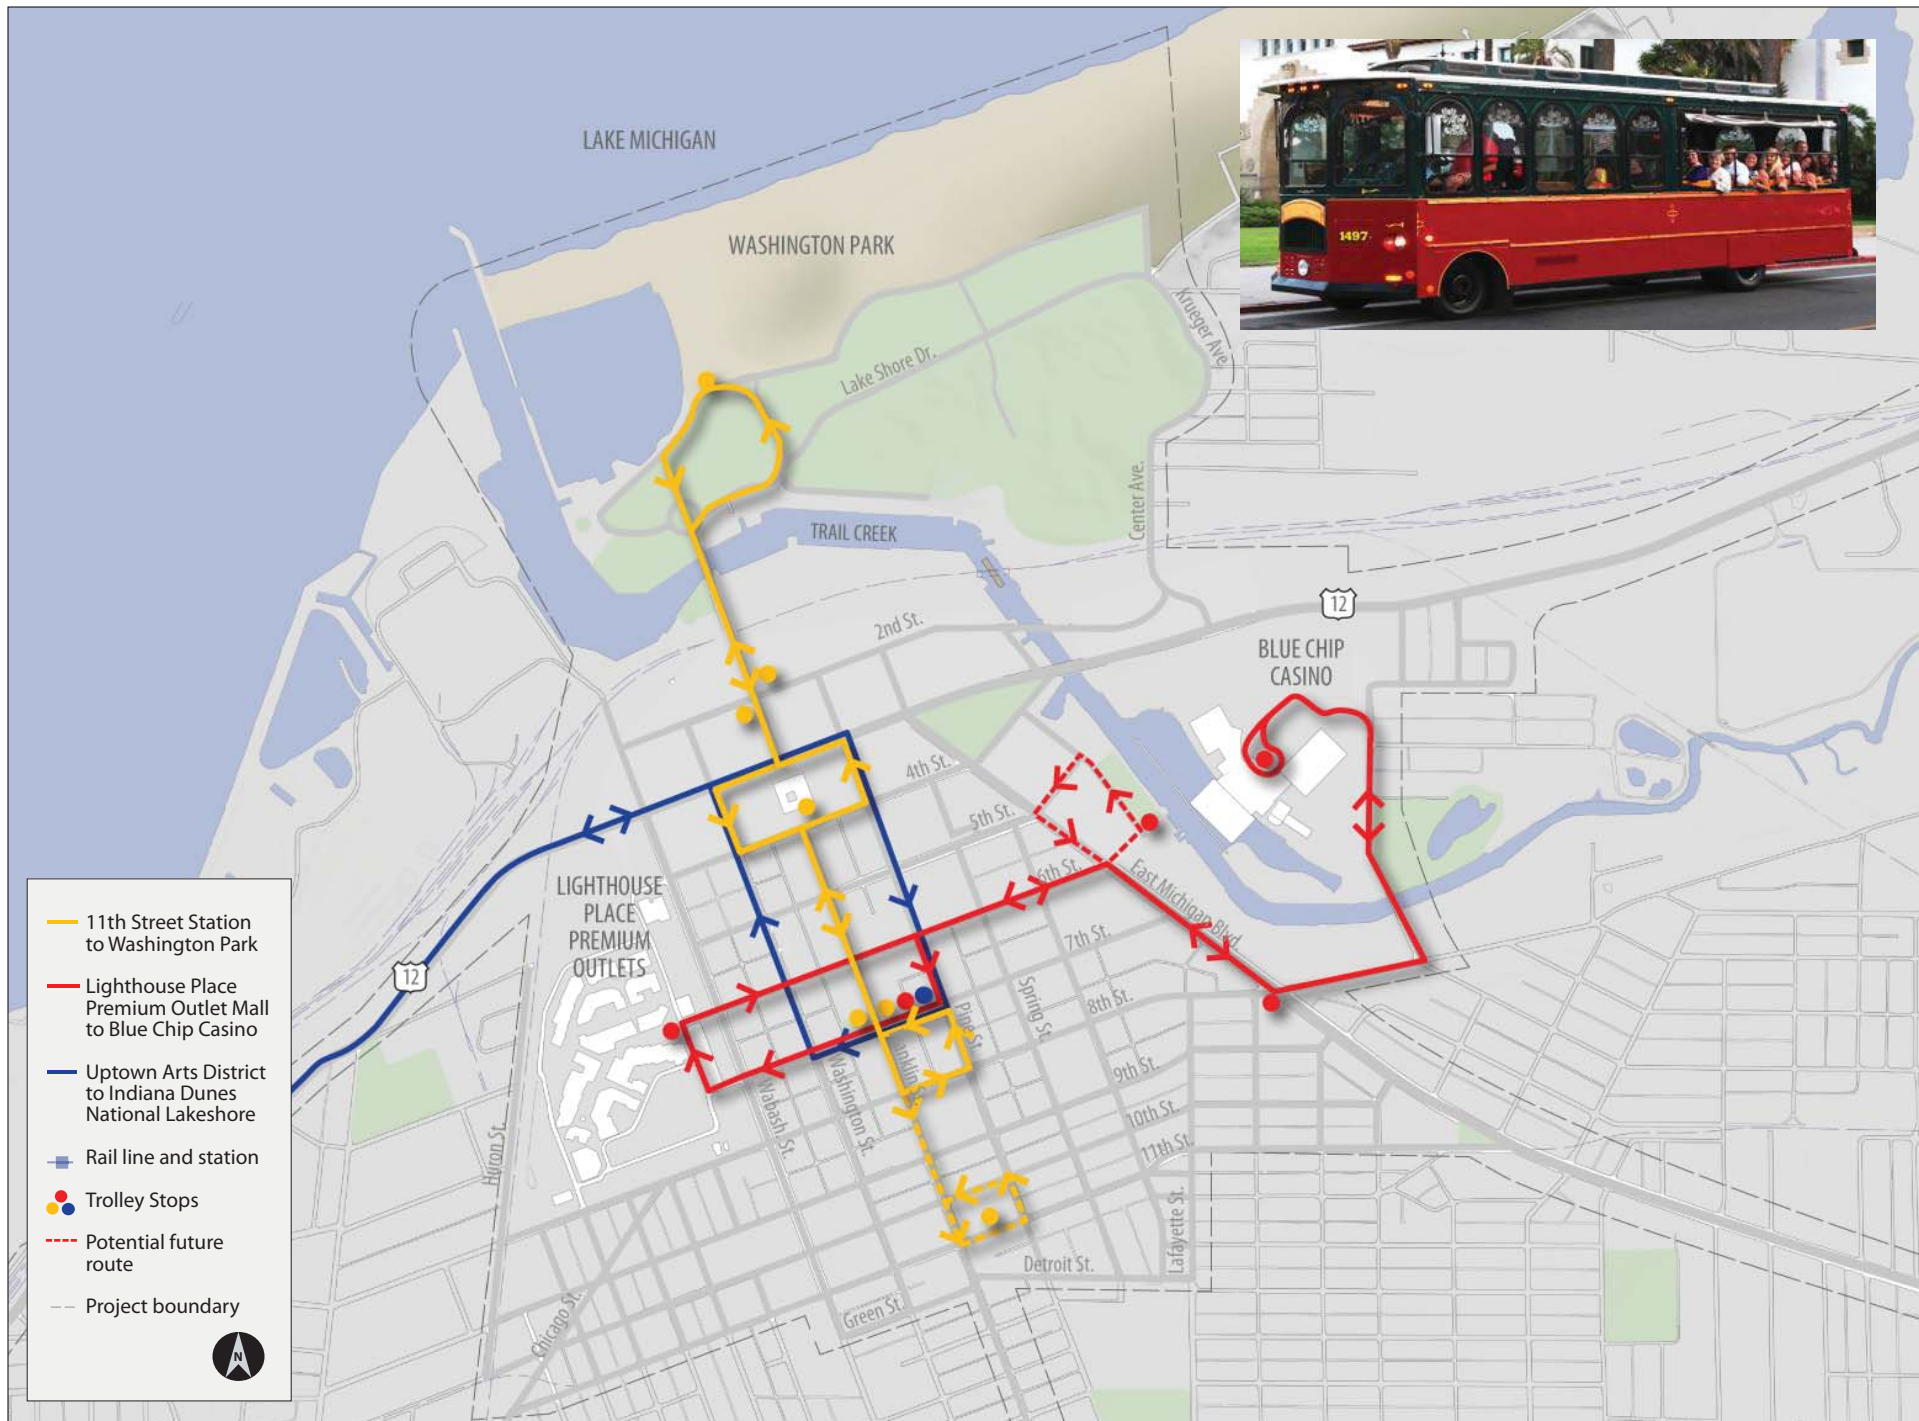 LAKE MICHIGAN
WASHINGTON PARK
1497
Krueger Ave.
Lake Shore Dr.
Center Ave.
TRAIL CREEK
12
2nd St.
BLUE CHIP
CASINO
4th St.
5th St.
6th St.
East Michigan Blvd.
LIGHTHOUSE
PLACE
PREMIUM
OUTLETS
12
7th St.
8th St.
Spring St.
Pine St.
9th St.
10th St.
11th St.
Washington St.
Wabash. St.
Huron St.
Lafayette St.
Detroit St.
Green St.
Chicago St.
11th Street Station
to Washington Park
Lighthouse Place
Premium Outlet Mall
to Blue Chip Casino
Uptown Arts District
to Indiana Dunes
National Lakeshore
Rail line and station
Trolley Stops
Potential future
route
Project boundary
N